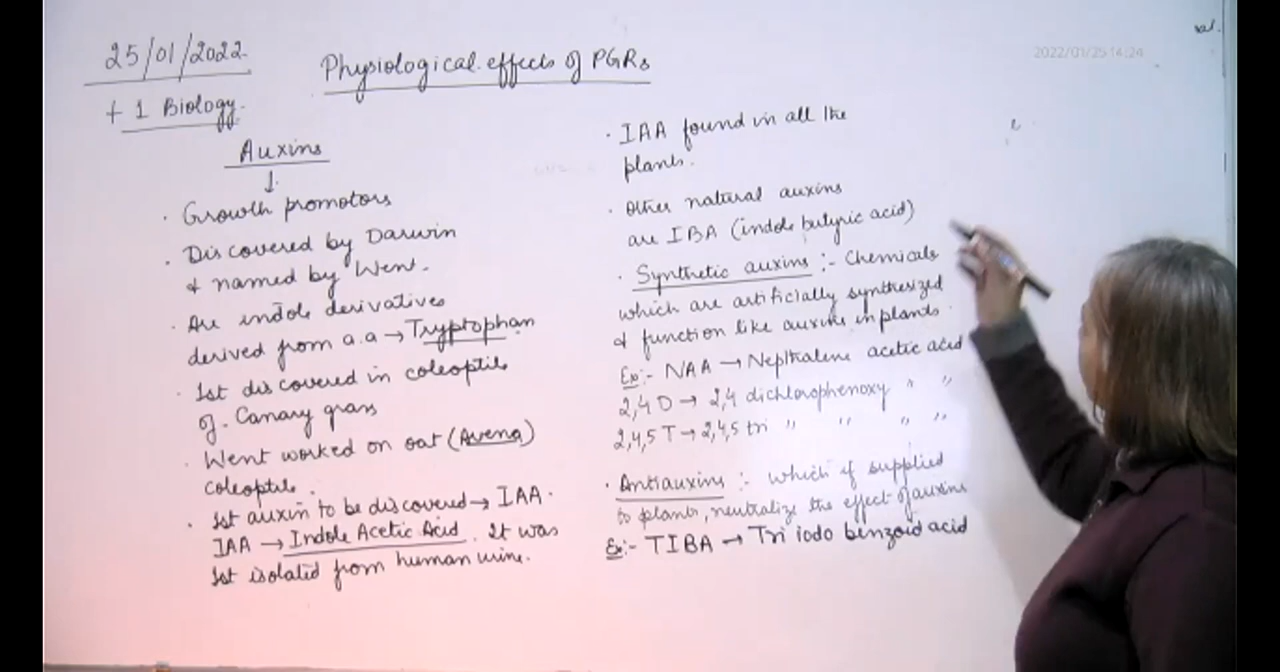 25/01/2022
+ 1 Biology.
Physiological effects of PGRs
2022/01/25 14:24
Auxins
↓
· Growth promotors
· Discovered by Darwin
& named by Went.
· Are indole derivatives
derived from a.a → Tryptophan
· 1st discovered in coleoptile
of Canary grass
· Went worked on oat (Avena)
coleoptile.
· 1st auxin to be discovered → IAA.
IAA → Indole Acetic Acid. It was
1st isolated from human urine.
· IAA found in all the
plants.
· Other natural auxins
are IBA (indole butyric acid)
· Synthetic auxins :- Chemicals
which are artificially synthesized
& function like auxins in plants.
Ex:- NAA → Nepthalene acetic acid
2,4 D → 2,4 dichlorophenoxy " "
2,4,5 T → 2,4,5 tri " " " "
· Antiauxins :- which if supplied
to plants, neutralize the effect of auxins
Ex:- TIBA → Tri iodo benzoid acid